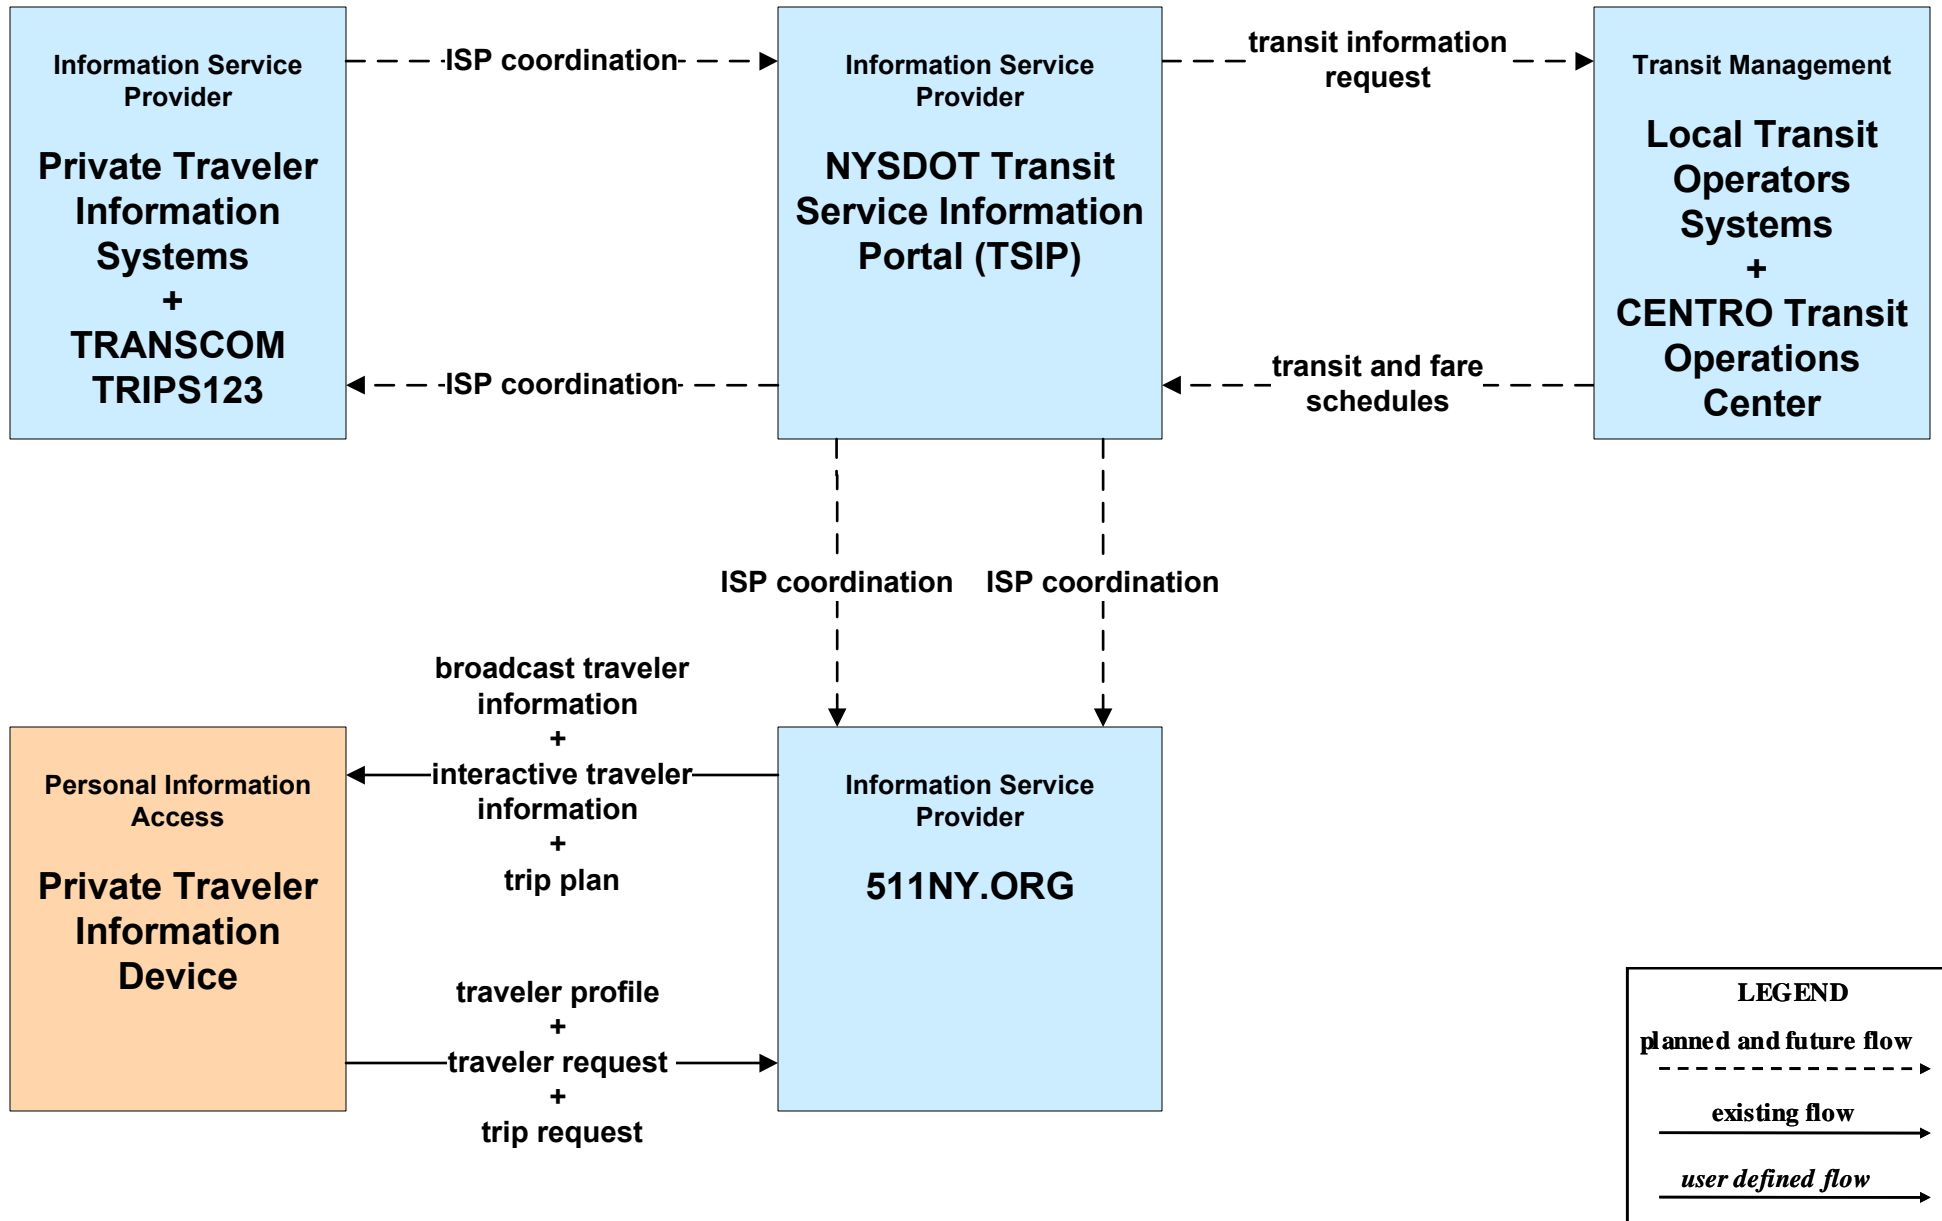 Information Service
Provider
Private Traveler
Information
Systems
+
TRANSCOM
TRIPS123
ISP coordination
ISP coordination
Information Service
Provider
NYSDOT Transit
Service Information
Portal (TSIP)
transit information
request
transit and fare
schedules
Transit Management
Local Transit
Operators
Systems
+
CENTRO Transit
Operations
Center
ISP coordination
ISP coordination
Personal Information
Access
Private Traveler
Information
Device
broadcast traveler
information
+
interactive traveler
information
+
trip plan
traveler profile
+
traveler request
+
trip request
Information Service
Provider
511NY.ORG
LEGEND
planned and future flow
existing flow
user defined flow